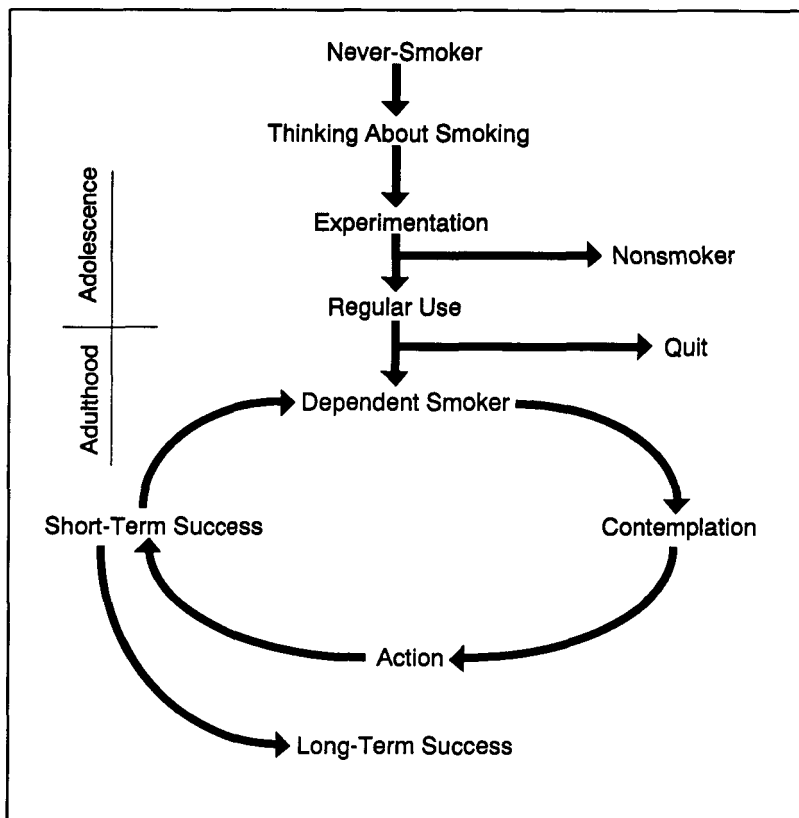 Never-Smoker
Thinking About Smoking
Adolescence
Experimentation
Nonsmoker
Regular Use
Quit
Adulthood
Dependent Smoker
Short-Term Success
Contemplation
Action
Long-Term Success